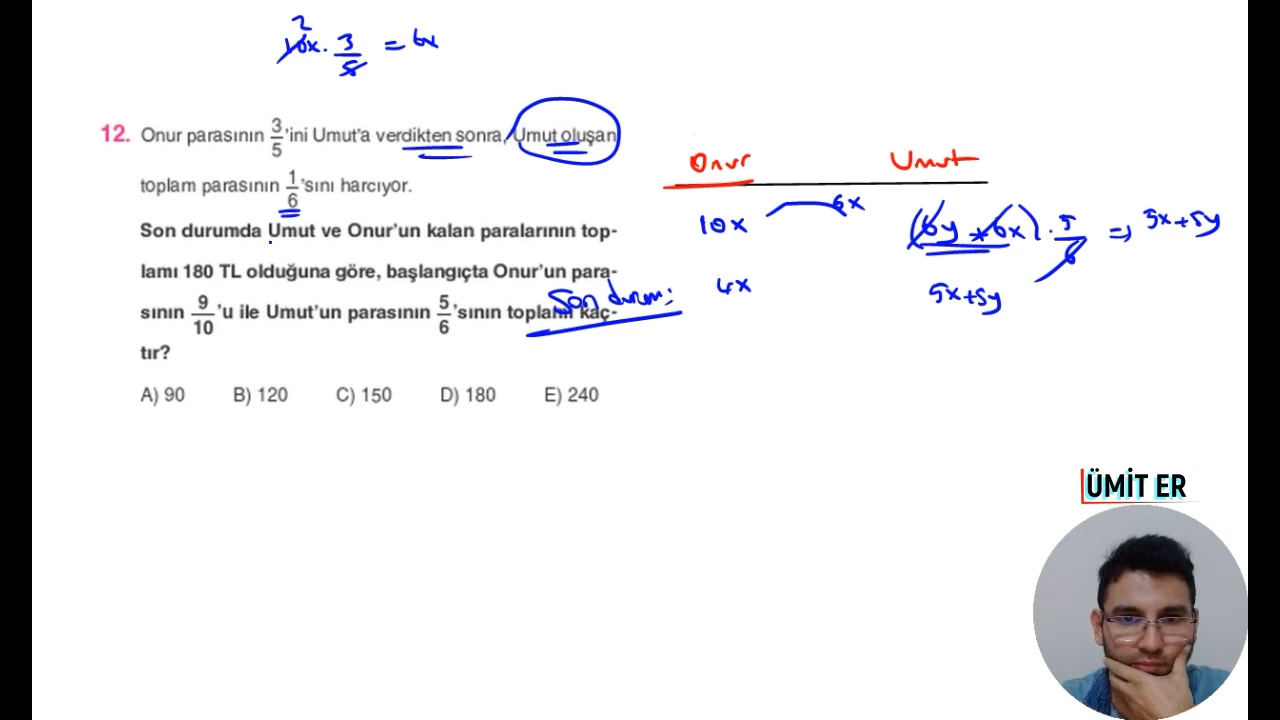 2
10x . 3/5 = 6x
12. Onur parasının 3/5 'ini Umut'a verdikten sonra, Umut oluşan
toplam parasının 1/6 'sını harcıyor.
Son durumda Umut ve Onur'un kalan paralarının top-
lamı 180 TL olduğuna göre, başlangıçta Onur'un para-
sının 9/10 'u ile Umut'un parasının 5/6 'sının toplamı kaç-
tır?
A) 90 B) 120 C) 150 D) 180 E) 240
Onur Umut
10x 6x (6y + 6x) . 5/6 => 5x+5y
Son durum: 4x 5x+5y
ÜMİT ER